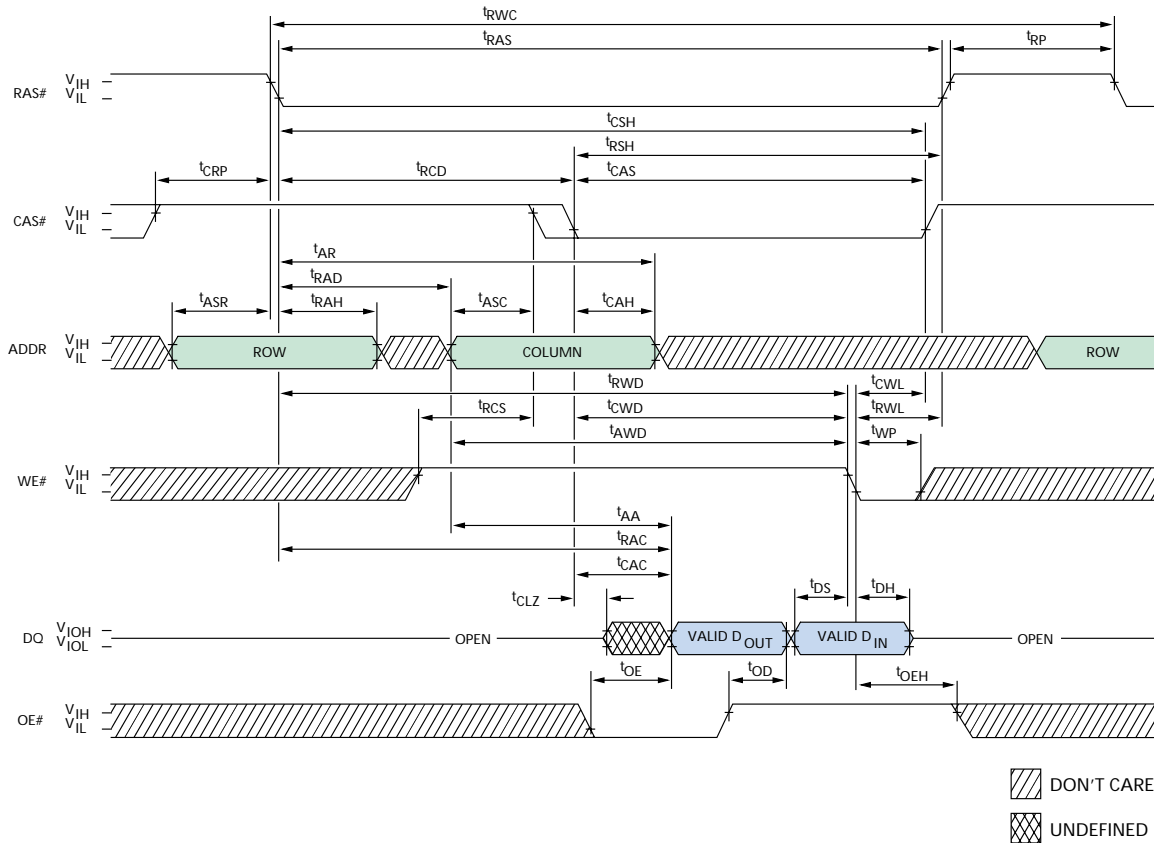 tRWC
tRAS
tRP
RAS#
VIH
VIL
tCSH
tRSH
tCRP
tRCD
tCAS
CAS#
VIH
VIL
tAR
tRAD
tASR
tRAH
tASC
tCAH
ADDR
VIH
VIL
ROW
COLUMN
ROW
tRWD
tCWL
tRCS
tCWD
tRWL
tAWD
tWP
WE#
VIH
VIL
tAA
tRAC
tCAC
tCLZ
tDS
tDH
DQ
VIOH
VIOL
OPEN
VALID DOUT
VALID DIN
OPEN
tOE
tOD
tOEH
OE#
VIH
VIL
DON'T CARE
UNDEFINED